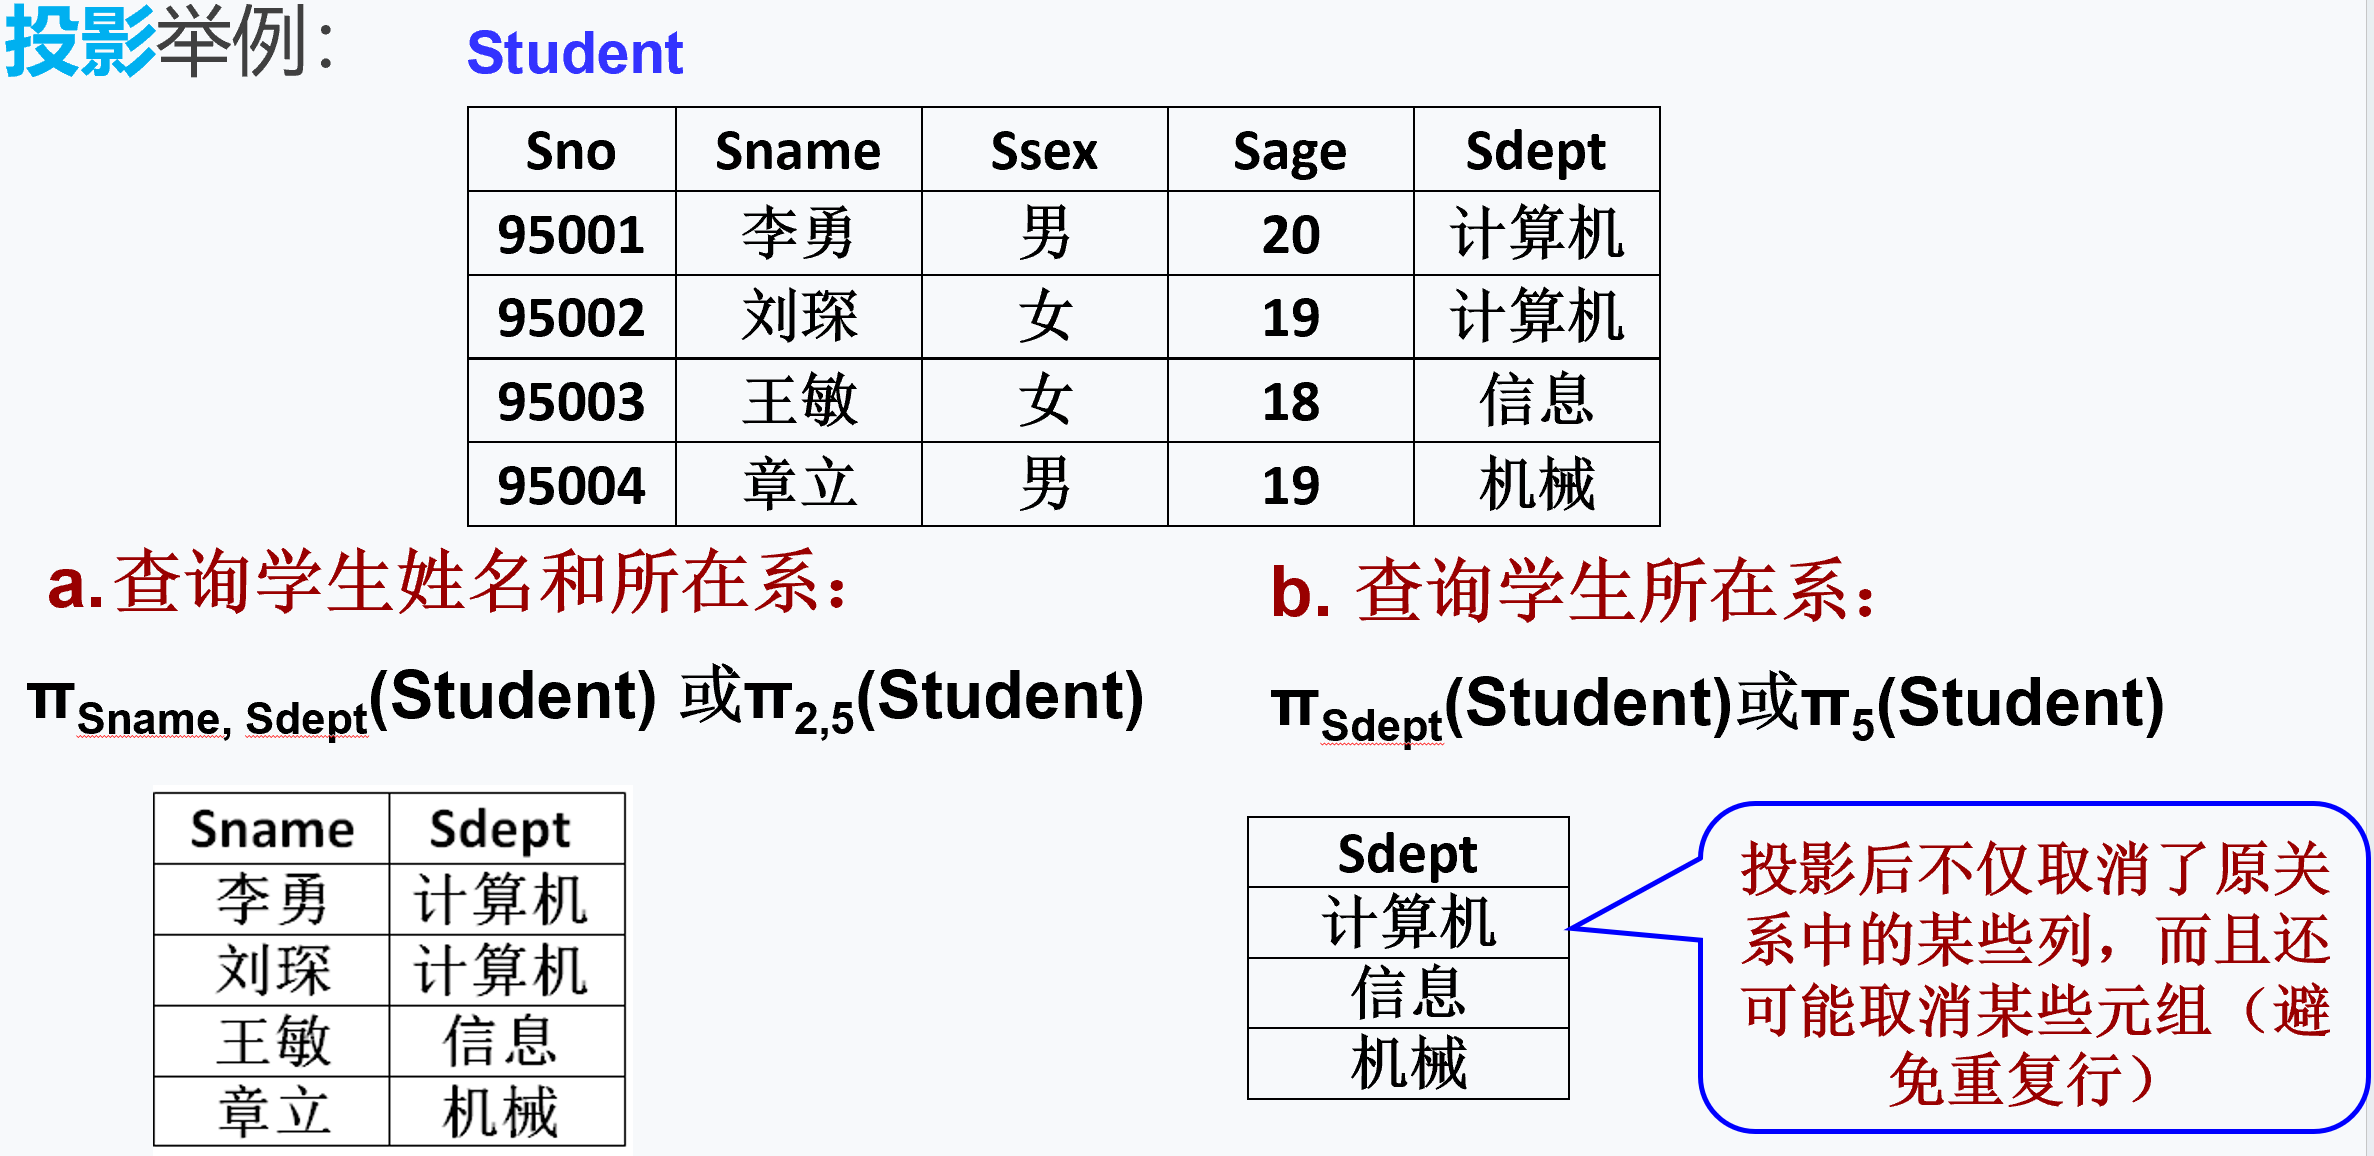 投影举例：
Student
Sno Sname Ssex Sage Sdept
95001 李勇 男 20 计算机
95002 刘琛 女 19 计算机
95003 王敏 女 18 信息
95004 章立 男 19 机械
a.查询学生姓名和所在系：
πSname, Sdept(Student) 或π2,5(Student)
Sname Sdept
李勇 计算机
刘琛 计算机
王敏 信息
章立 机械
b. 查询学生所在系：
πSdept(Student)或π5(Student)
Sdept
计算机
信息
机械
投影后不仅取消了原关
系中的某些列，而且还
可能取消某些元组（避
免重复行）